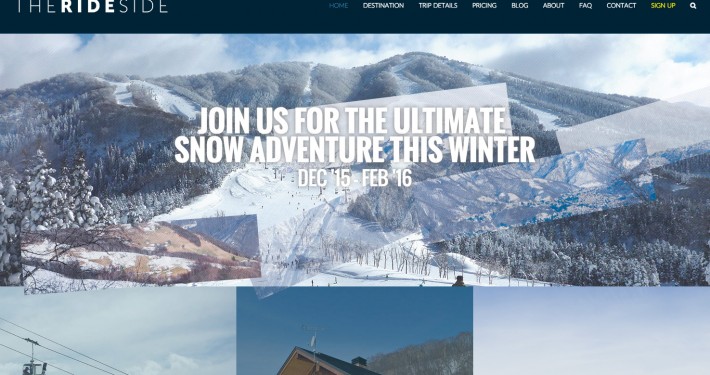 THERIDESIDE
HOME DESTINATION TRIP DETAILS PRICING BLOG ABOUT FAQ CONTACT SIGN UP
JOIN US FOR THE ULTIMATE
SNOW ADVENTURE THIS WINTER
DEC '15 - FEB '16